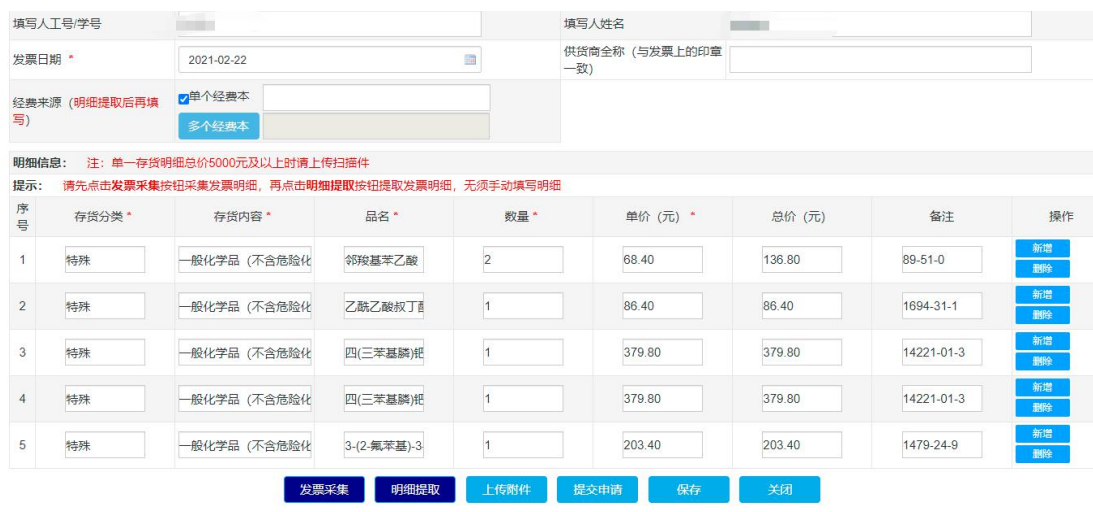 填写人工号/学号 填写人姓名
发票日期 * 2021-02-22 供货商全称（与发票上的印章
一致）
经费来源（明细提取后再填
写） 单个经费本
多个经费本
明细信息： 注：单一存货明细总价5000元及以上时请上传扫描件
提示： 请先点击发票采集按钮采集发票明细，再点击明细提取按钮提取发票明细，无须手动填写明细
序号 存货分类 * 存货内容 * 品名 * 数量 * 单价（元） * 总价（元） 备注 操作
1 特殊 一般化学品（不含危险化 邻羧基苯乙酸 2 68.40 136.80 89-51-0 新增 删除
2 特殊 一般化学品（不含危险化 乙酰乙酸叔丁 1 86.40 86.40 1694-31-1 新增 删除
3 特殊 一般化学品（不含危险化 四(三苯基膦)钯 1 379.80 379.80 14221-01-3 新增 删除
4 特殊 一般化学品（不含危险化 四(三苯基膦)钯 1 379.80 379.80 14221-01-3 新增 删除
5 特殊 一般化学品（不含危险化 3-(2-氟苯基)-3- 1 203.40 203.40 1479-24-9 新增 删除
发票采集 明细提取 上传附件 提交申请 保存 关闭